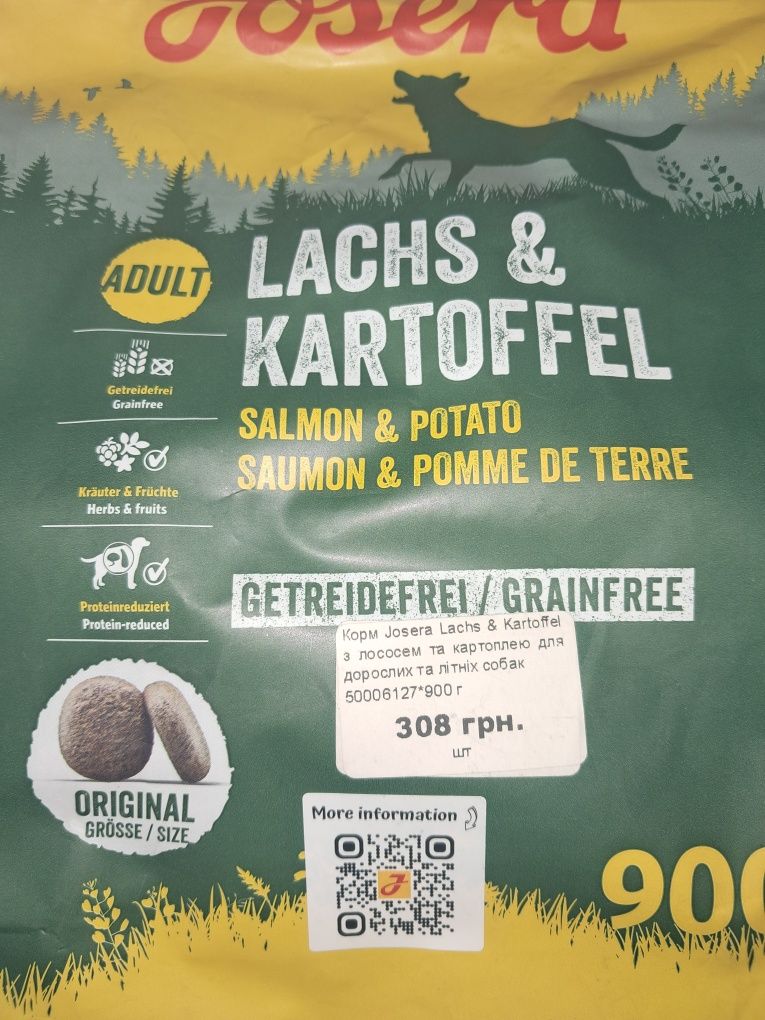 Josera
LACHS &
KARTOFFEL
SALMON & POTATO
SAUMON & POMME DE TERRE
ADULT
Getreidefrei
Grainfree
Kräuter & Früchte
Herbs & fruits
Proteinreduziert
Protein-reduced
GETREIDEFREI / GRAINFREE
Корм Josera Lachs & Kartoffel
з лососем та картоплею для
дорослих та літніх собак
50006127*900 г
308 грн.
шт
ORIGINAL
GRÖSSE / SIZE
More information
J
900